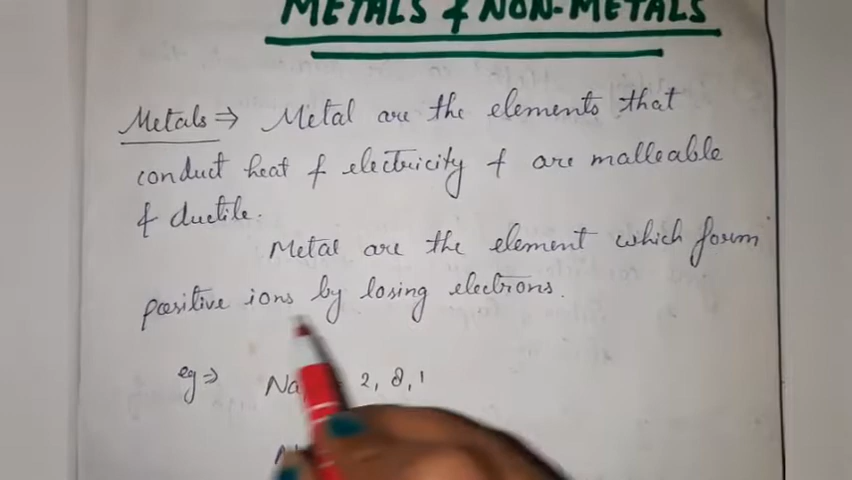 METALS & NON-METALS
Metals ⇒ Metal are the elements that
conduct heat & electricity & are malleable
& ductile.
Metal are the element which form
positive ions by losing electrons.
eg ⇒ Na 2, 8, 1